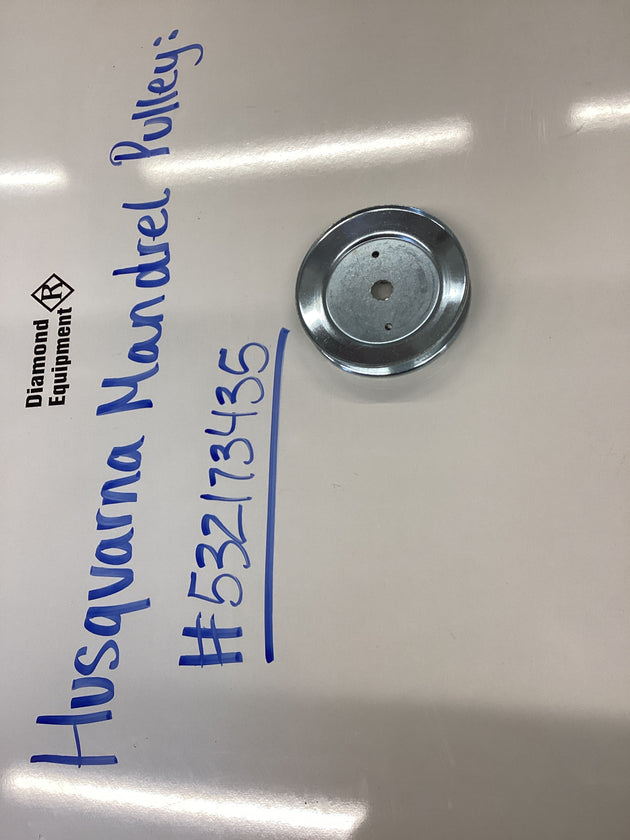 Diamond
Equipment
R
Husqvarna Mandrel Pulley:
#532173435